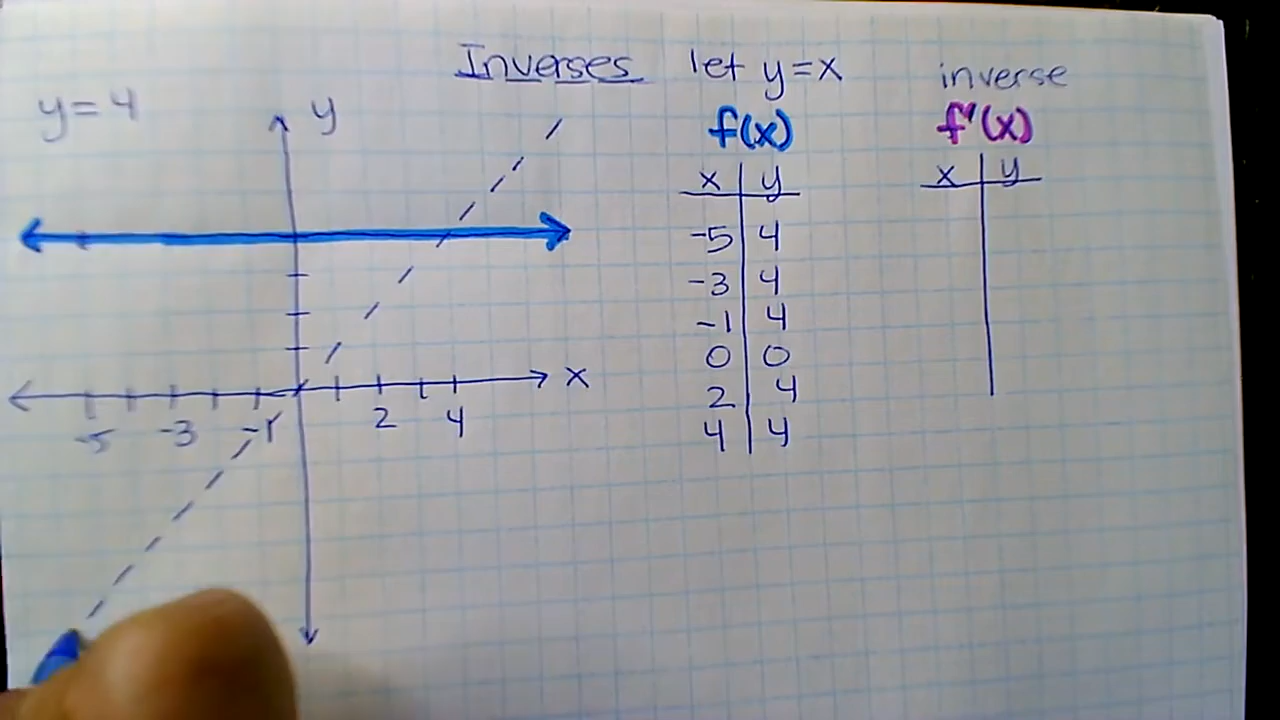 Inverses let y=x inverse
y=4
y
f(x) f'(x)
x y x y
-5 4
-3 4
-1 4
0 0
2 4
4 4
x
-5 -3 -1 2 4